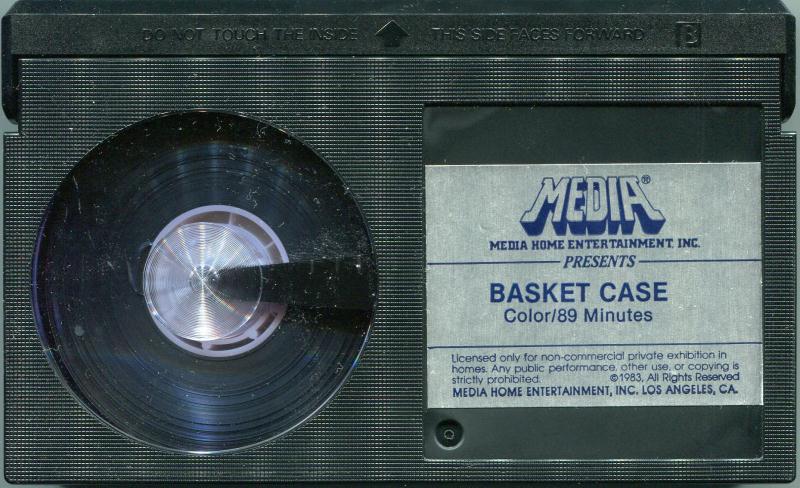 DO NOT TOUCH THE INSIDE THIS SIDE FACES FORWARD B
MEDIA®
MEDIA HOME ENTERTAINMENT, INC.
PRESENTS
BASKET CASE
Color/89 Minutes
Licensed only for non-commercial private exhibition in
homes. Any public performance, other use, or copying is
strictly prohibited. ©1983, All Rights Reserved
MEDIA HOME ENTERTAINMENT, INC. LOS ANGELES, CA.